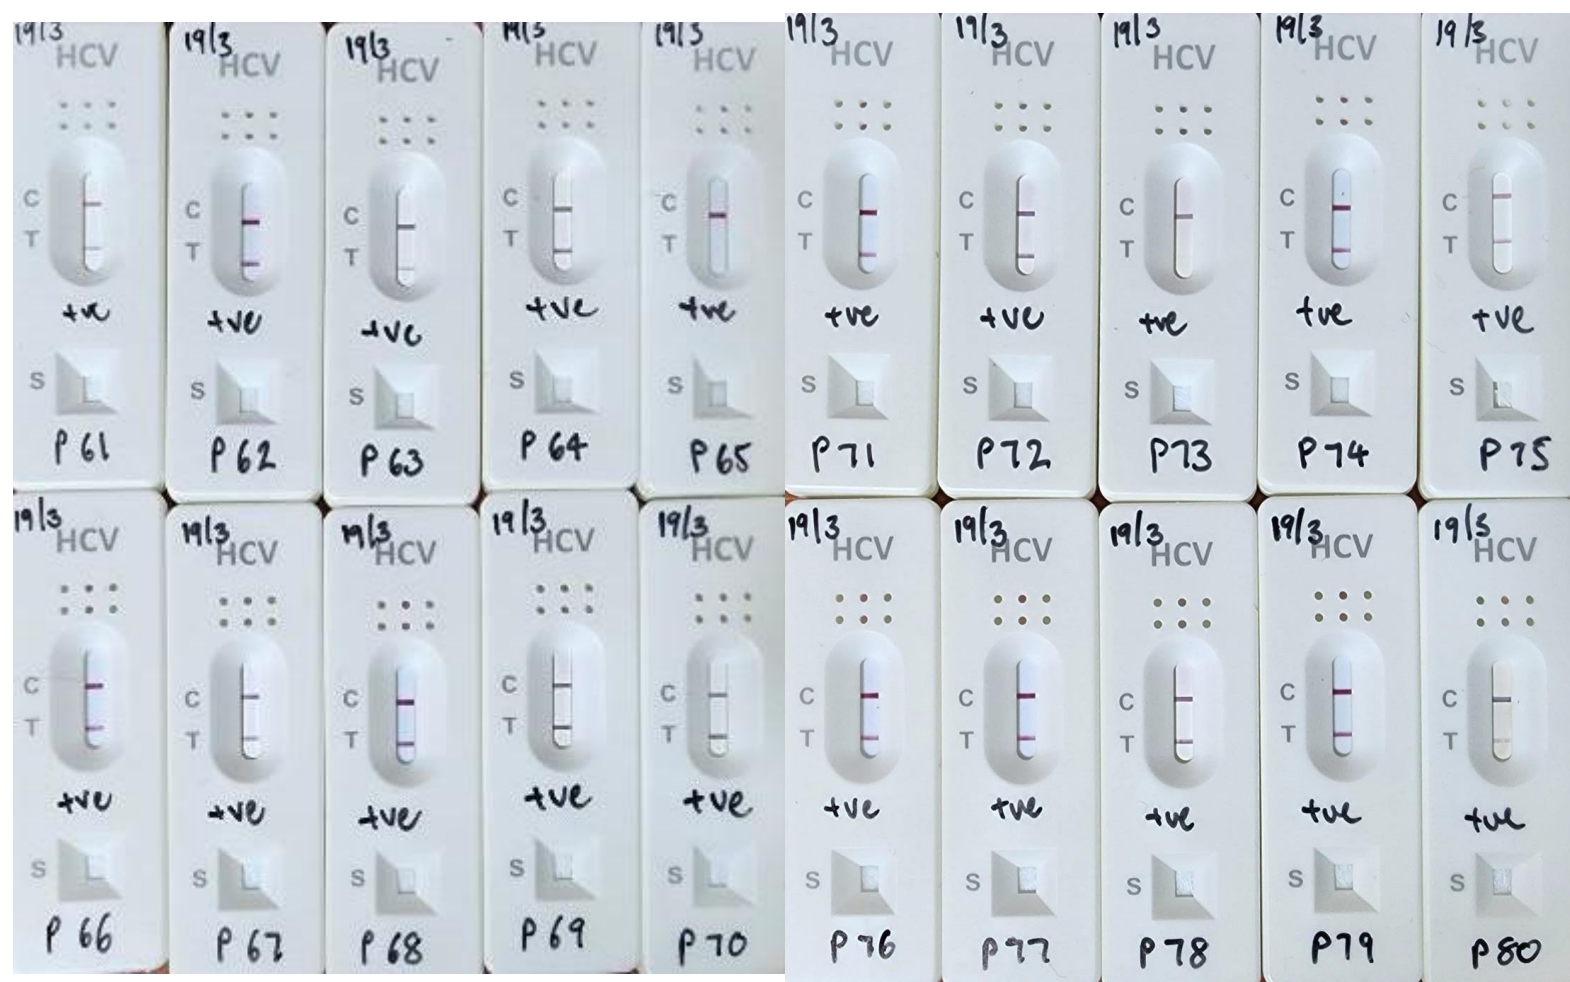 19/3 19/3 19/3 19/3 19/3 19/3 19/3 19/3 19/3 19/3
HCV HCV HCV HCV HCV HCV HCV HCV HCV HCV
C C C C C C C C C C
T T T T T T T T T T
+ve +ve +ve +ve +ve +ve +ve +ve +ve +ve
S S S S S S S S S S
P 61 P 62 P 63 P 64 P 65 P 71 P 72 P73 P 74 P 75
19/3 19/3 19/3 19/3 19/3 19/3 19/3 19/3 19/3 19/3
HCV HCV HCV HCV HCV HCV HCV HCV HCV HCV
C C C C C C C C C C
T T T T T T T T T T
+ve +ve +ve +ve +ve +ve +ve +ve +ve +ve
S S S S S S S S S S
P 66 P 67 P 68 P 69 P 70 P 76 P 77 P 78 P79 P 80